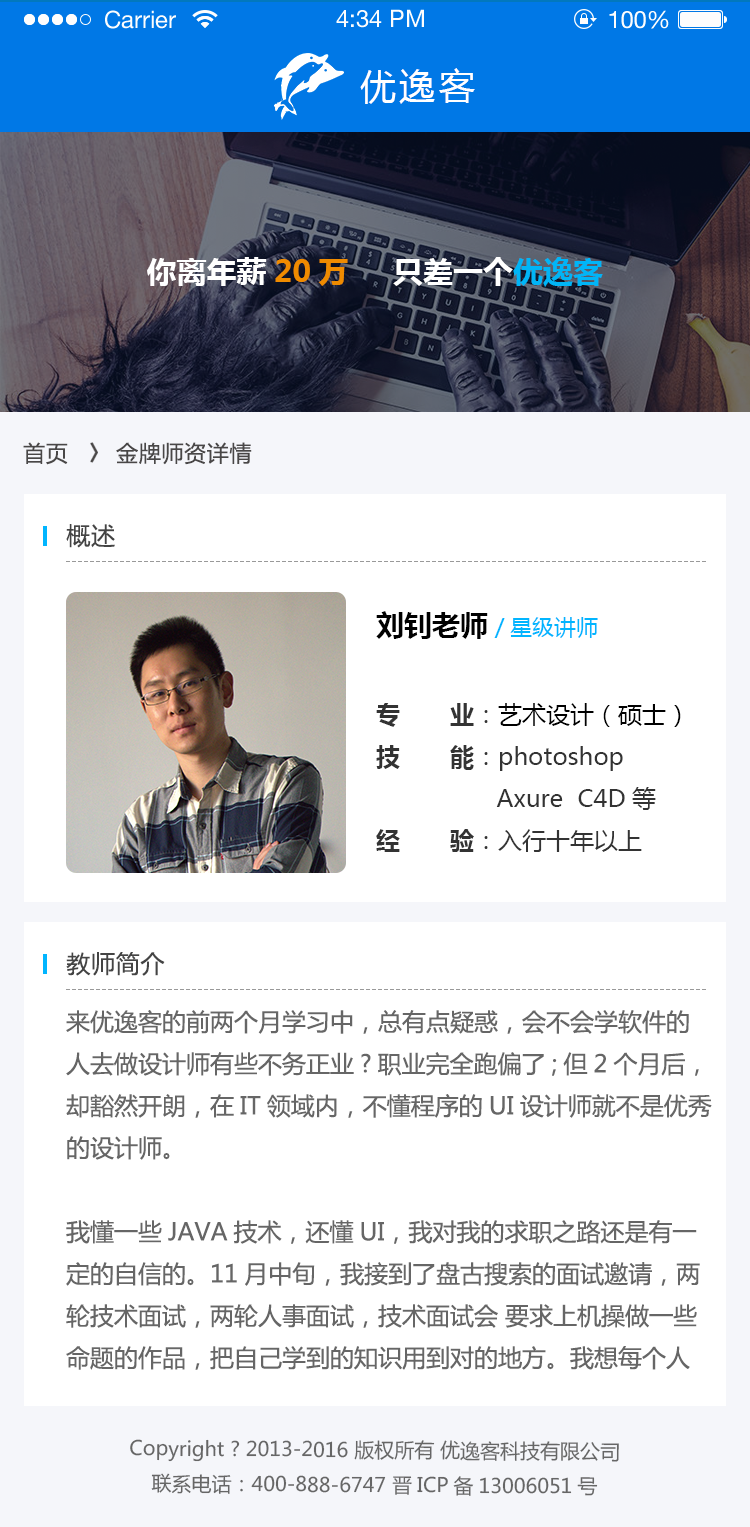 Carrier 4:34 PM 100%
优逸客
你离年薪 20 万 只差一个优逸客
首页 > 金牌师资详情
概述
刘钊老师 / 星级讲师
专 业：艺术设计（硕士）
技 能：photoshop
Axure C4D 等
经 验：入行十年以上
教师简介
来优逸客的前两个月学习中，总有点疑惑，会不会学软件的
人去做设计师有些不务正业？职业完全跑偏了；但 2 个月后，
却豁然开朗，在 IT 领域内，不懂程序的 UI 设计师就不是优秀
的设计师。
我懂一些 JAVA 技术，还懂 UI，我对我的求职之路还是有一
定的自信的。11 月中旬，我接到了盘古搜索的面试邀请，两
轮技术面试，两轮人事面试，技术面试会 要求上机操做一些
命题的作品，把自己学到的知识用到对的地方。我想每个人
Copyright ? 2013-2016 版权所有 优逸客科技有限公司
联系电话：400-888-6747 晋 ICP 备 13006051 号